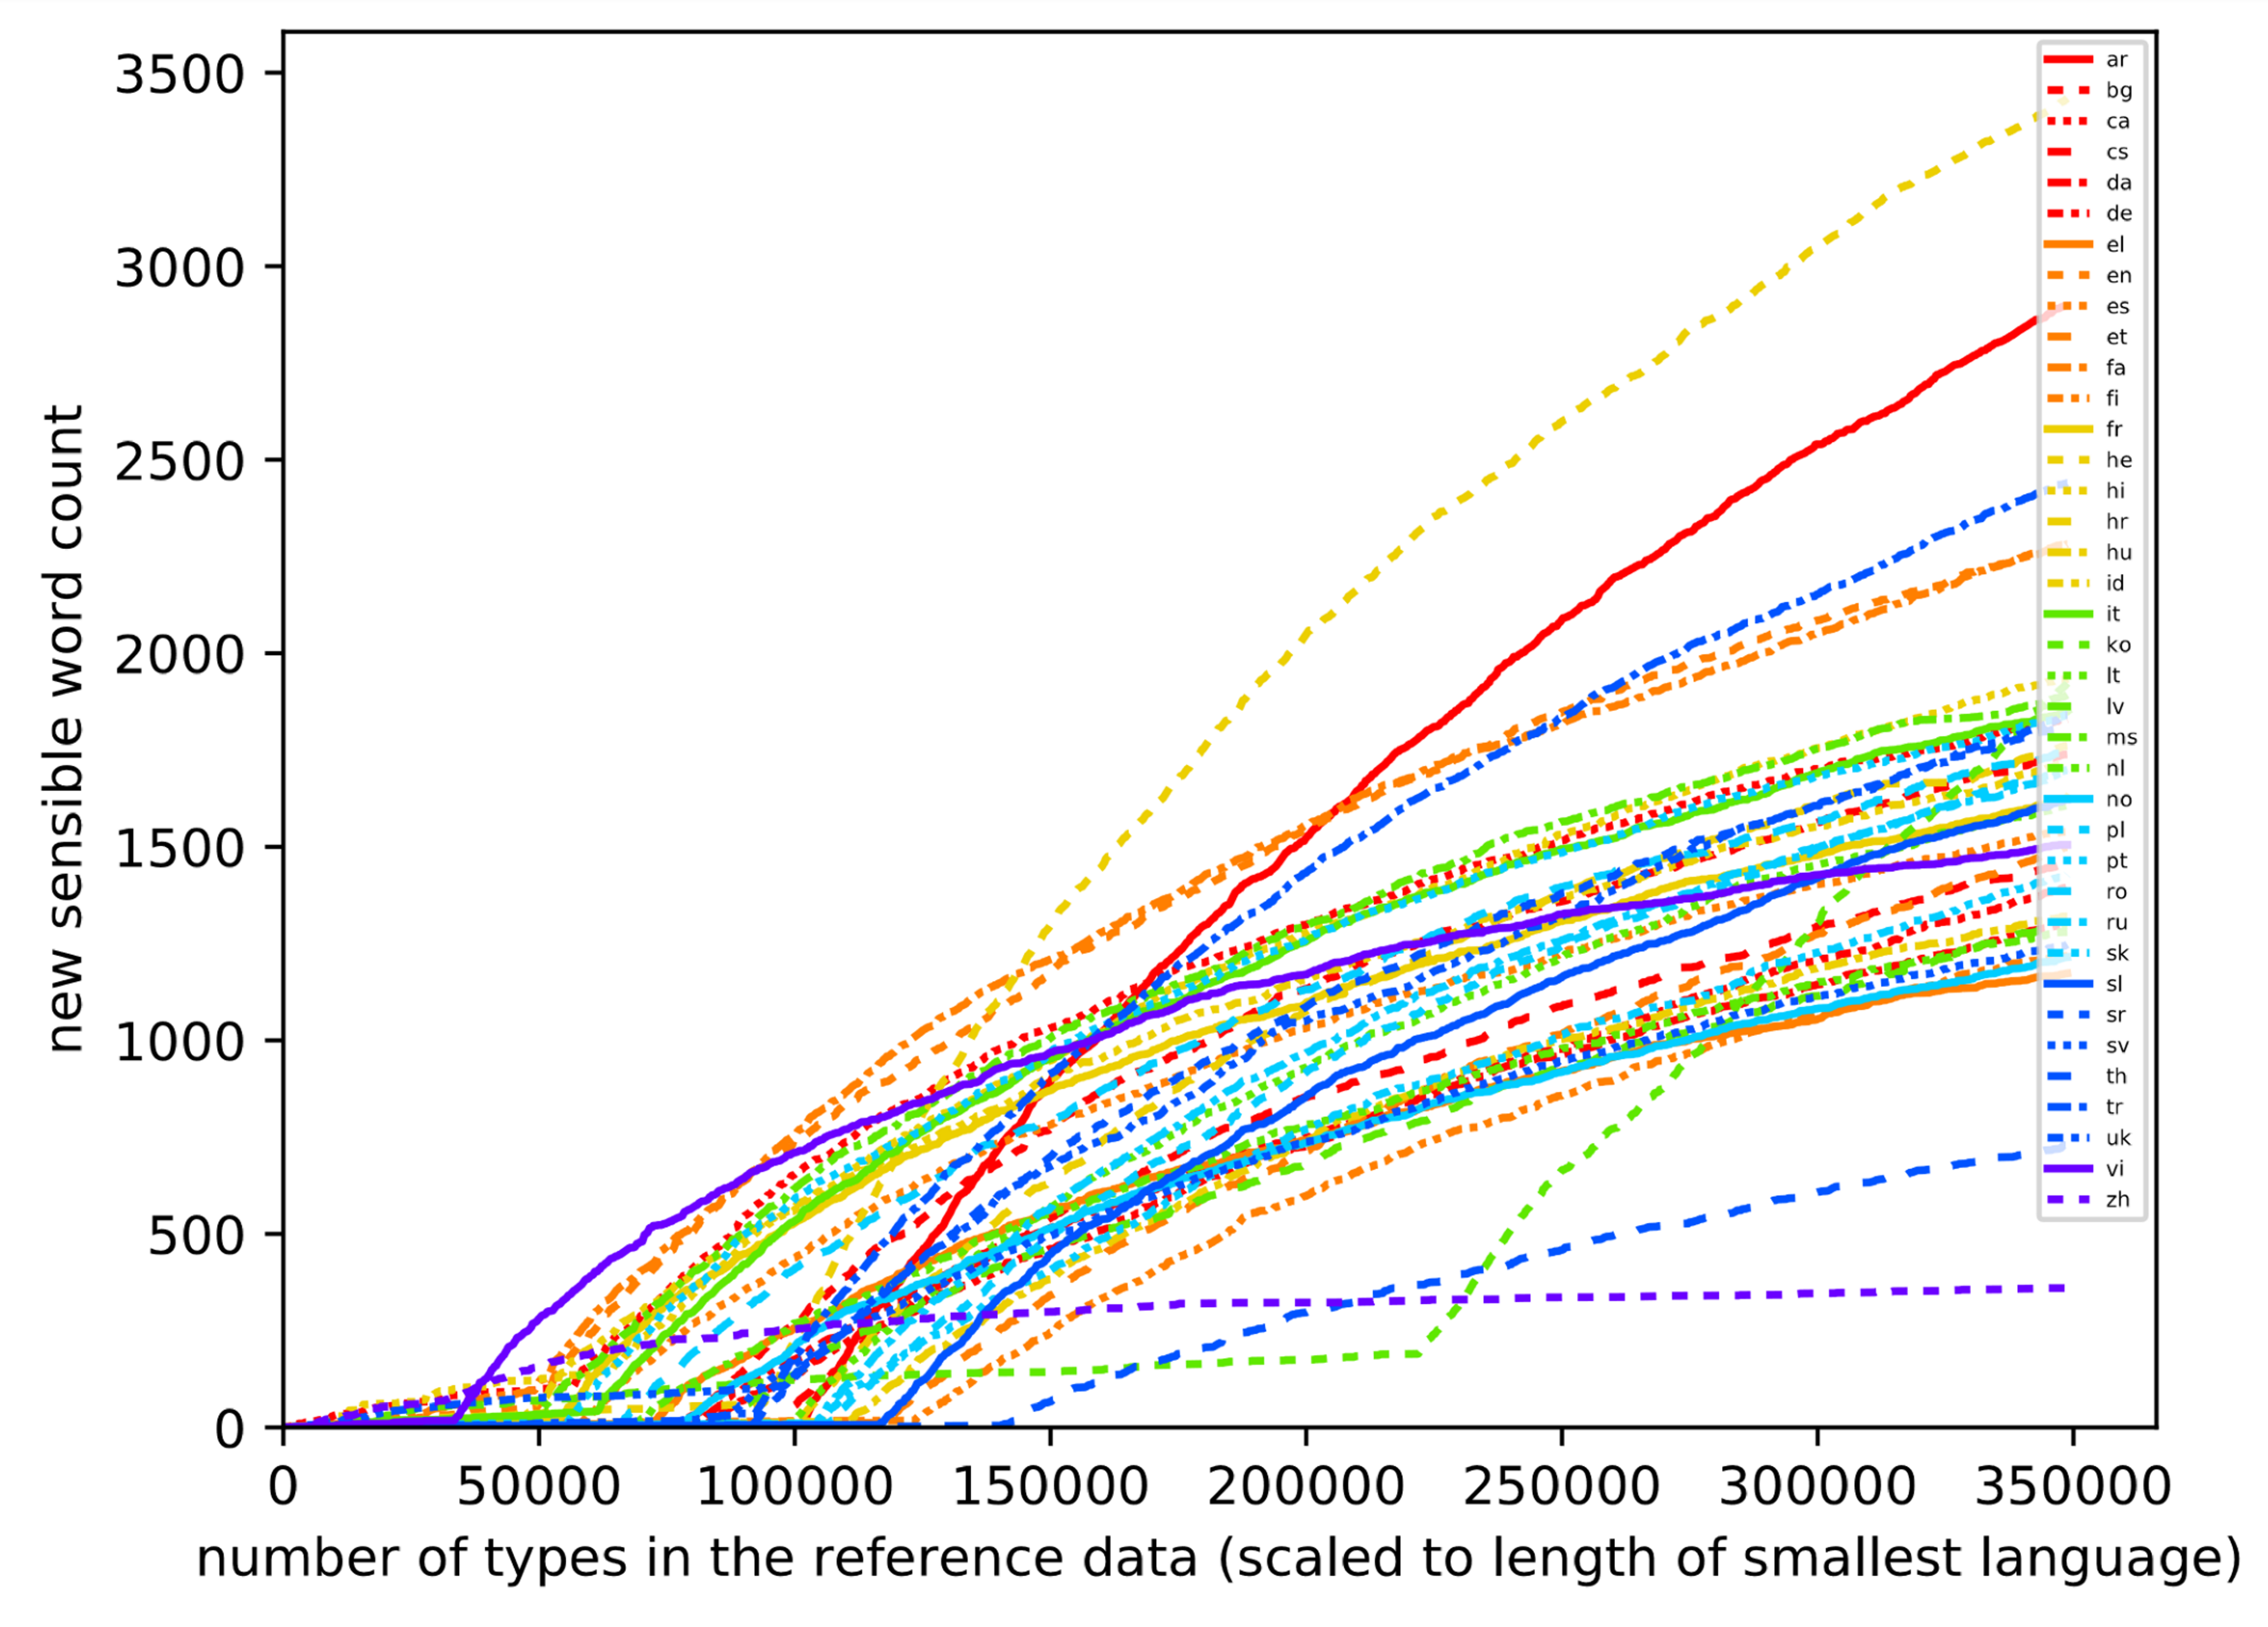 3500
3000
2500
2000
1500
1000
500
0
new sensible word count
0 50000 100000 150000 200000 250000 300000 350000
number of types in the reference data (scaled to length of smallest language)
ar
bg
ca
cs
da
de
el
en
es
et
fa
fi
fr
he
hi
hr
hu
id
it
ko
lt
lv
ms
nl
no
pl
pt
ro
ru
sk
sl
sr
sv
th
tr
uk
vi
zh